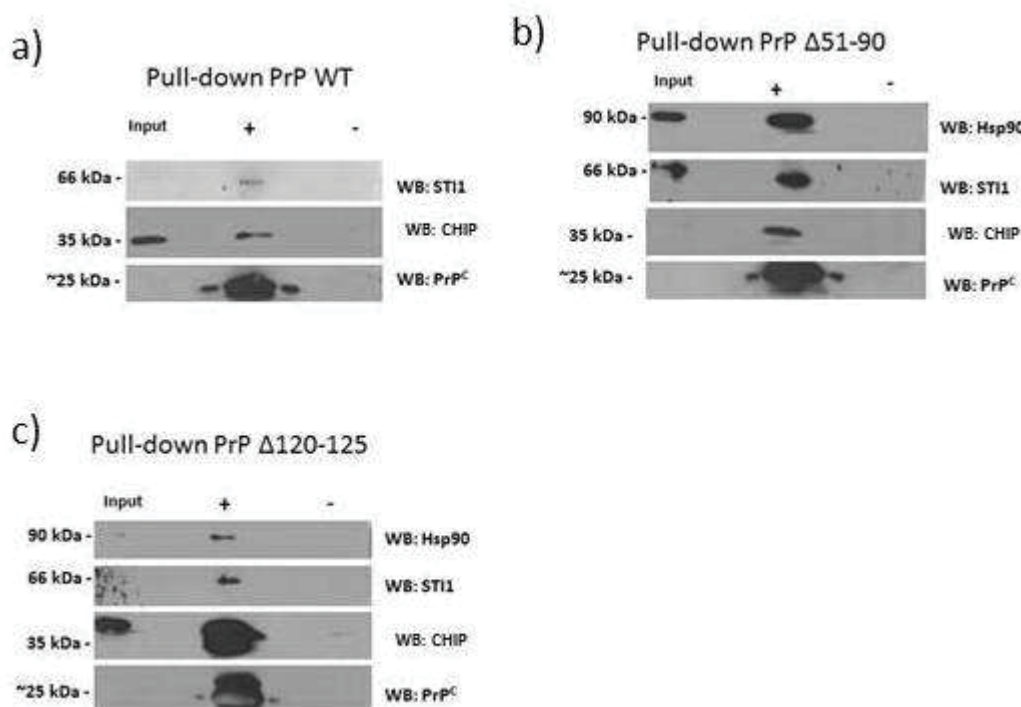 a)
Pull-down PrP WT
Input + -
66 kDa -
WB: STI1
35 kDa -
WB: CHIP
~25 kDa -
WB: PrPᶜ
b)
Pull-down PrP Δ51-90
Input + -
90 kDa -
WB: Hsp90
66 kDa -
WB: STI1
35 kDa -
WB: CHIP
~25 kDa -
WB: PrPᶜ
c)
Pull-down PrP Δ120-125
Input + -
90 kDa -
WB: Hsp90
66 kDa -
WB: STI1
35 kDa -
WB: CHIP
~25 kDa -
WB: PrPᶜ